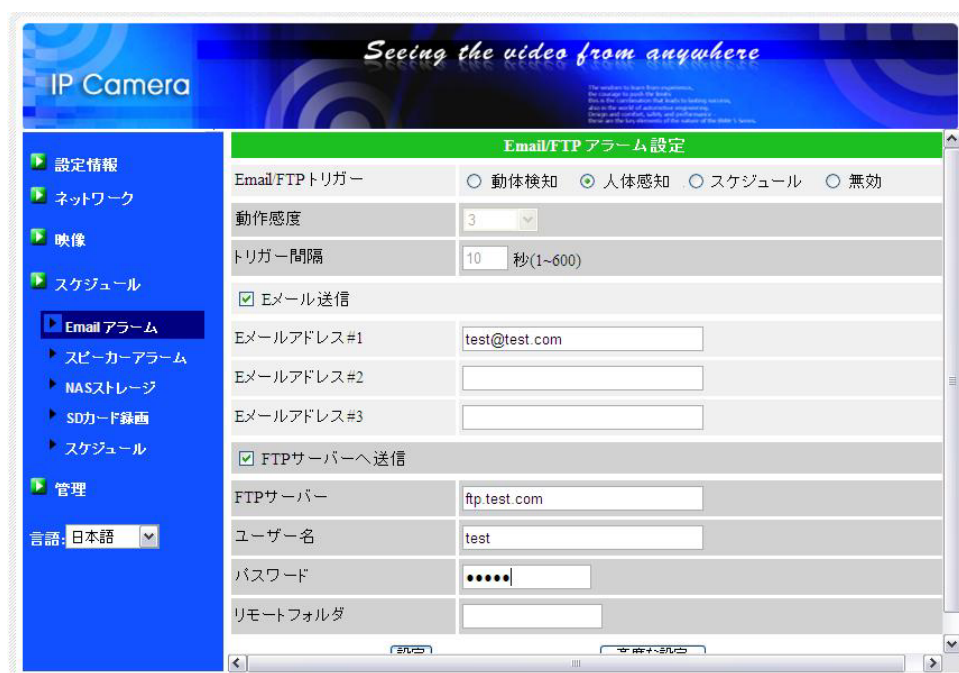 Seeing the video from anywhere
IP Camera
設定情報
ネットワーク
映像
スケジュール
Email アラーム
スピーカーアラーム
NASストレージ
SDカード録画
スケジュール
管理
言語: 日本語
Email/FTP アラーム設定
Email/FTPトリガー 動体検知 人体感知 スケジュール 無効
動作感度 3
トリガー間隔 10 秒(1~600)
Eメール送信
Eメールアドレス#1 test@test.com
Eメールアドレス#2
Eメールアドレス#3
FTPサーバーへ送信
FTPサーバー ftp.test.com
ユーザー名 test
パスワード •••••
リモートフォルダ
設定 高度な設定